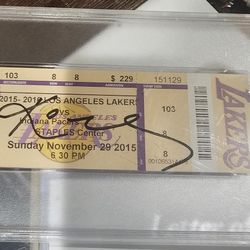 103 8 8 $ 229 151129
2015- 2016 LOS ANGELES LAKERS
vs
Indiana Pacers
STAPLES Center
Sunday November 29 2015
6:30 PM
103
8
8
LAKERS